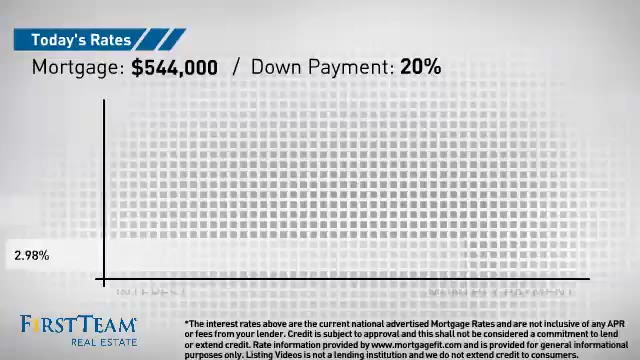 Today's Rates
Mortgage: $544,000 / Down Payment: 20%
2.98%
INTEREST MONTHLY PAYMENT
FIRSTTEAM®
REAL ESTATE
*The interest rates above are the current national advertised Mortgage Rates and are not inclusive of any APR
or fees from your lender. Credit is subject to approval and this shall not be considered a commitment to lend
or extend credit. Rate information provided by www.mortgagefit.com and is provided for general informational
purposes only. Listing Videos is not a lending institution and we do not extend credit to consumers.